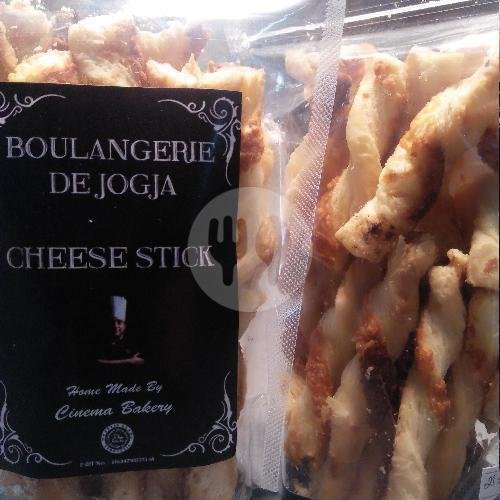 BOULANGERIE
DE JOGJA
CHEESE STICK
Home Made By
Cinema Bakery